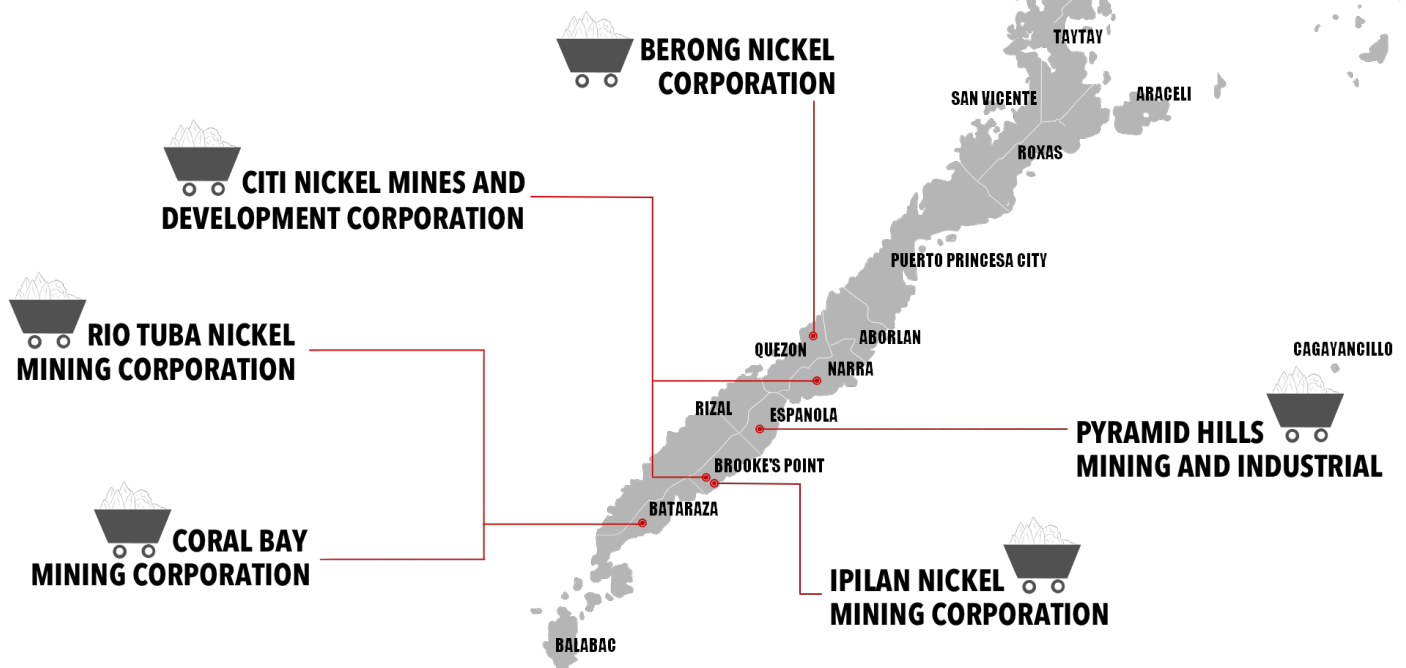 BERONG NICKEL
CORPORATION
TAYTAY
SAN VICENTE
ARACELI
ROXAS
CITI NICKEL MINES AND
DEVELOPMENT CORPORATION
PUERTO PRINCESA CITY
RIO TUBA NICKEL
MINING CORPORATION
ABORLAN
QUEZON
NARRA
CAGAYANCILLO
RIZAL
ESPANOLA
PYRAMID HILLS
MINING AND INDUSTRIAL
BROOKE'S POINT
BATARAZA
CORAL BAY
MINING CORPORATION
IPILAN NICKEL
MINING CORPORATION
BALABAC